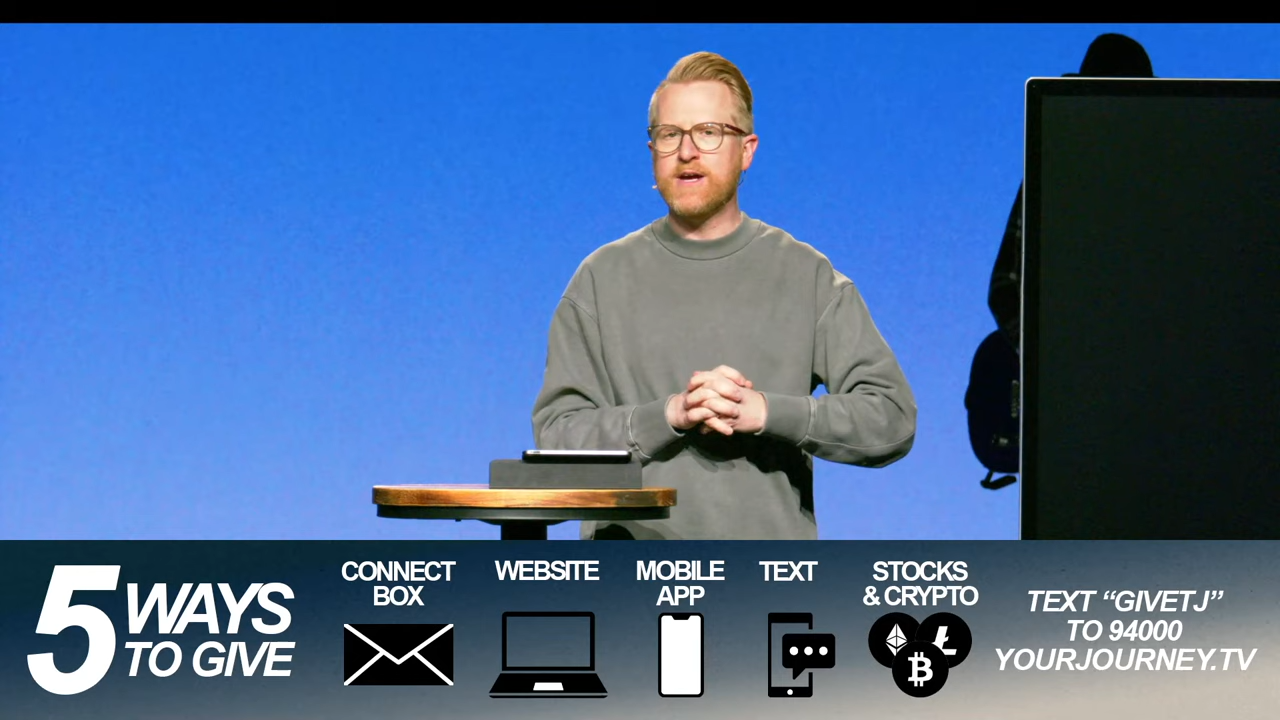 5 WAYS
TO GIVE
CONNECT
BOX
WEBSITE
MOBILE
APP
TEXT
STOCKS
& CRYPTO
TEXT “GIVETJ”
TO 94000
YOURJOURNEY.TV